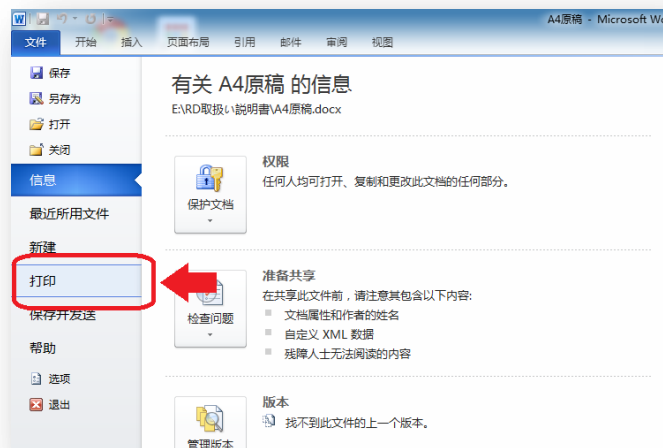 A4原稿 - Microsoft Wo
文件 开始 插入 页面布局 引用 邮件 审阅 视图
保存
另存为
打开
关闭
信息
最近所用文件
新建
打印
保存并发送
帮助
选项
退出
有关 A4原稿 的信息
E:\RD取扱い説明書\A4原稿.docx
保护文档
权限
任何人均可打开、复制和更改此文档的任何部分。
检查问题
准备共享
在共享此文件前，请注意其包含以下内容:
文档属性和作者的姓名
自定义 XML 数据
残障人士无法阅读的内容
管理版本
版本
找不到此文件的上一个版本。